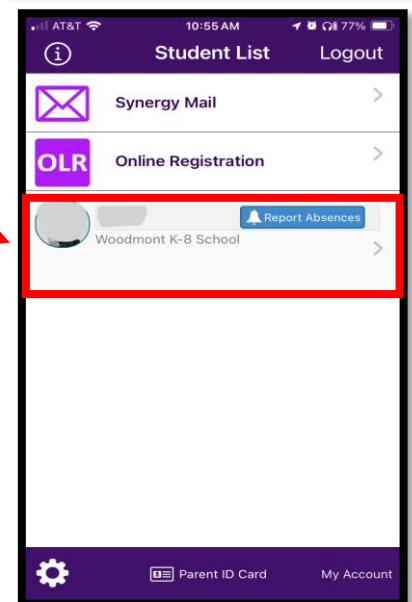 AT&T 10:55 AM 77%
Student List Logout
Synergy Mail
OLR Online Registration
Report Absences
Woodmont K-8 School
Parent ID Card My Account